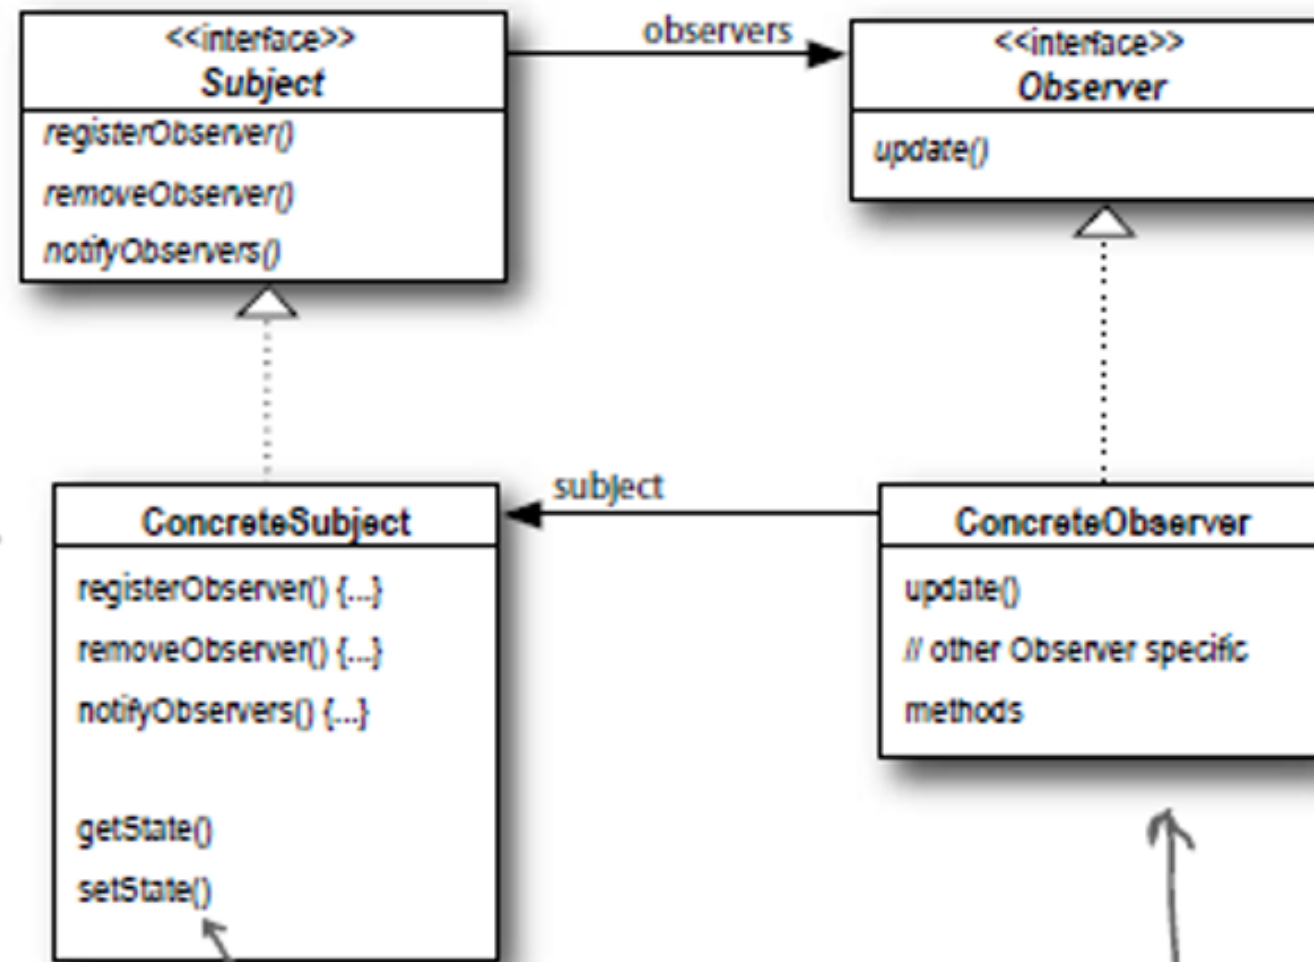 <<interface>>
Subject
registerObserver()
removeObserver()
notifyObservers()
observers
<<interface>>
Observer
update()
ConcreteSubject
registerObserver() {...}
removeObserver() {...}
notifyObservers() {...}
getState()
setState()
subject
ConcreteObserver
update()
// other Observer specific
methods